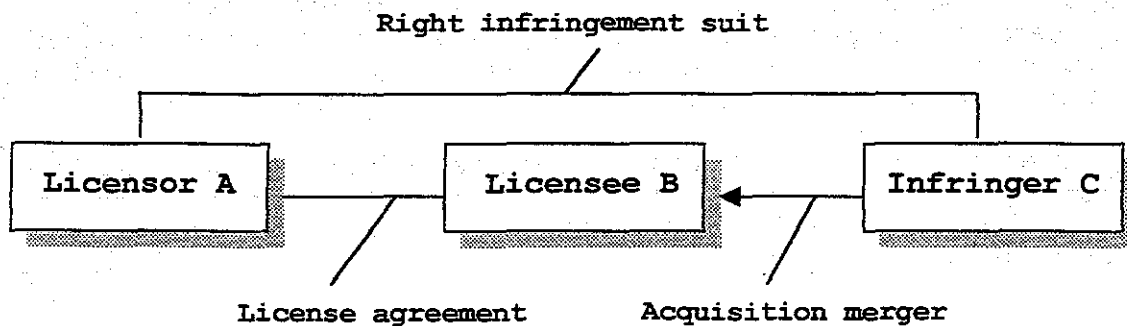 Right infringement suit
Licensor A
Licensee B
Infringer C
License agreement
Acquisition merger